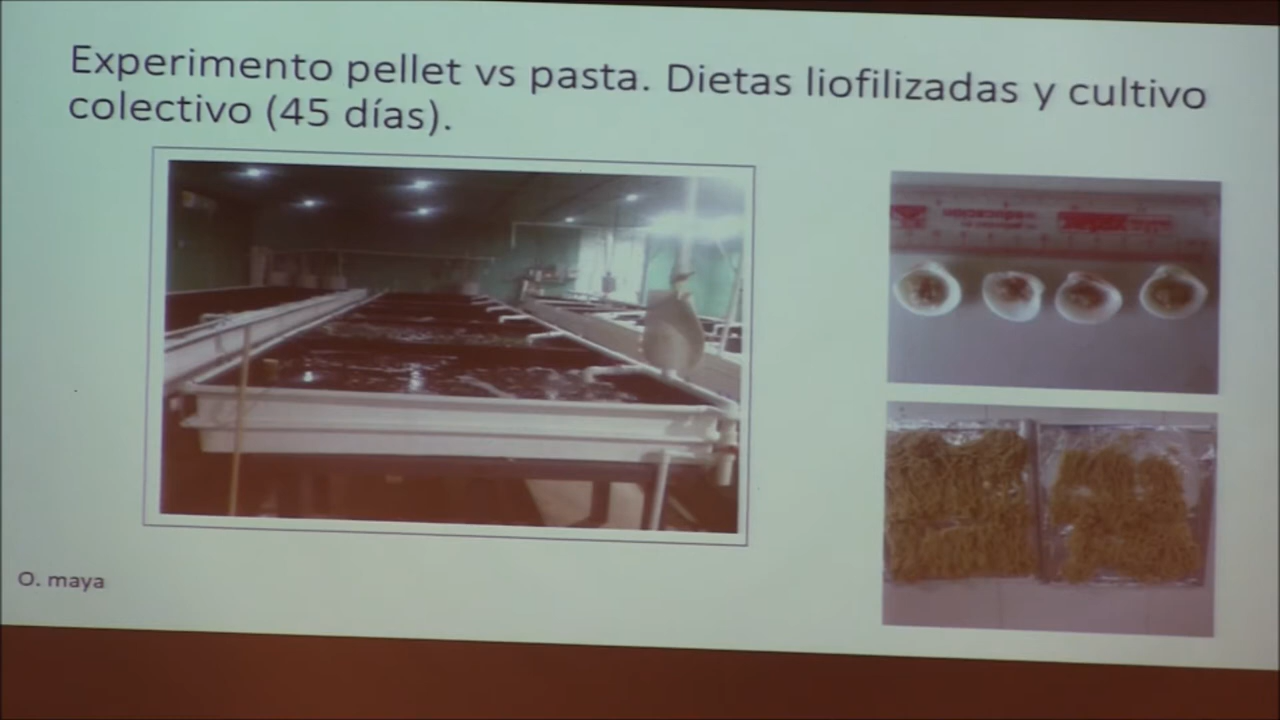 Experimento pellet vs pasta. Dietas liofilizadas y cultivo
colectivo (45 días).
O. maya